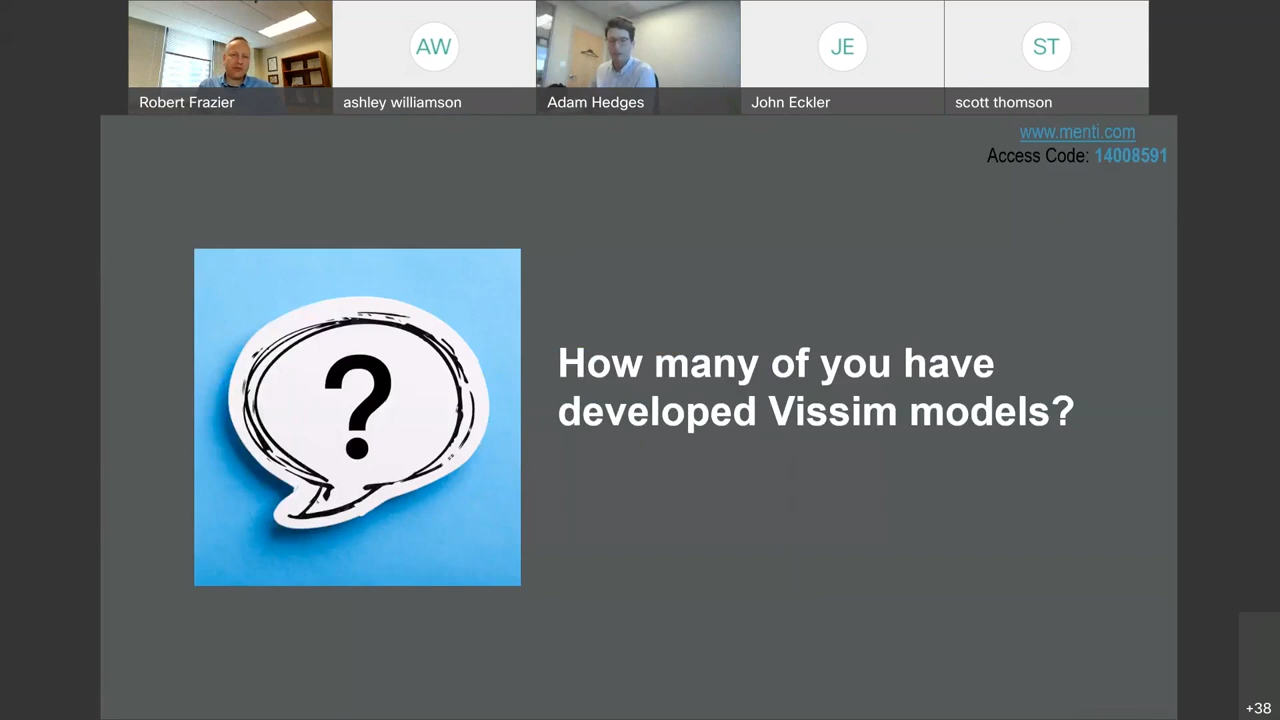 AW
JE
ST
Robert Frazier
ashley williamson
Adam Hedges
John Eckler
scott thomson
www.menti.com
Access Code: 14008591
?
How many of you have
developed Vissim models?
+38